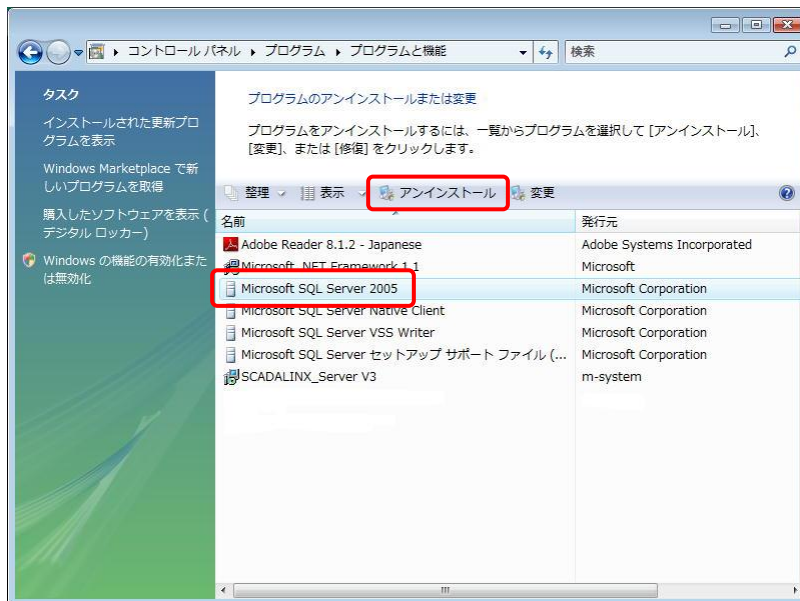 コントロール パネル ▸ プログラム ▸ プログラムと機能
検索
タスク
インストールされた更新プロ
グラムを表示
Windows Marketplace で新
しいプログラムを取得
購入したソフトウェアを表示 (
デジタル ロッカー)
Windows の機能の有効化また
は無効化
プログラムのアンインストールまたは変更
プログラムをアンインストールするには、一覧からプログラムを選択して [アンインストール]、
[変更]、または [修復] をクリックします。
整理 表示 アンインストール 変更
名前 発行元
Adobe Reader 8.1.2 - Japanese Adobe Systems Incorporated
Microsoft .NET Framework 1.1 Microsoft
Microsoft SQL Server 2005 Microsoft Corporation
Microsoft SQL Server Native Client Microsoft Corporation
Microsoft SQL Server VSS Writer Microsoft Corporation
Microsoft SQL Server セットアップ サポート ファイル (... Microsoft Corporation
SCADALINX_Server V3 m-system